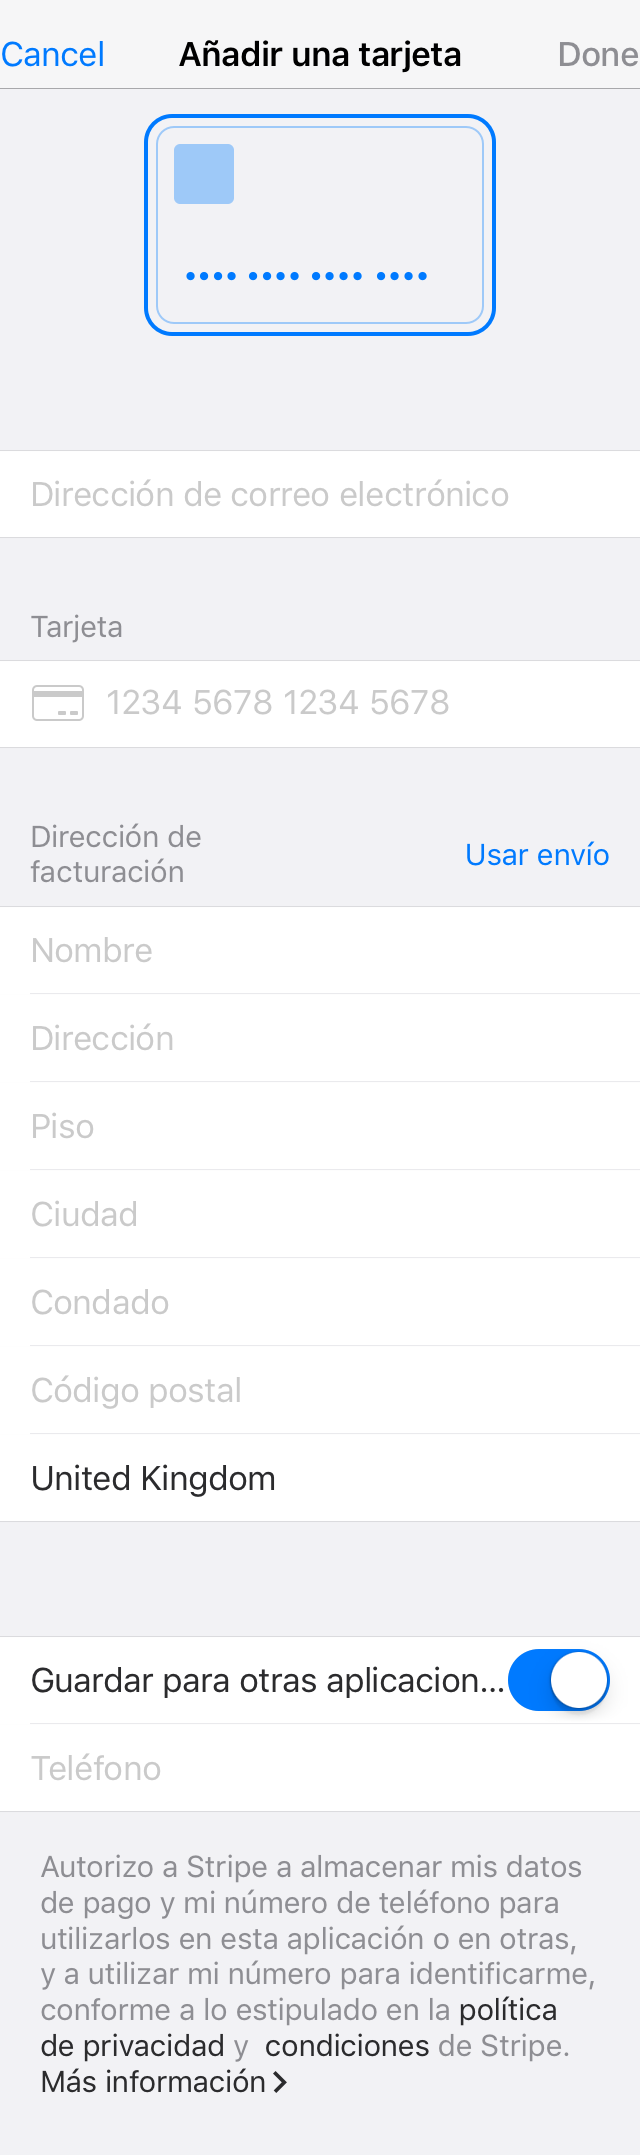 Cancel Añadir una tarjeta Done
•••• •••• •••• ••••
Dirección de correo electrónico
Tarjeta
1234 5678 1234 5678
Dirección de
facturación
Usar envío
Nombre
Dirección
Piso
Ciudad
Condado
Código postal
United Kingdom
Guardar para otras aplicacion...
Teléfono
Autorizo a Stripe a almacenar mis datos
de pago y mi número de teléfono para
utilizarlos en esta aplicación o en otras,
y a utilizar mi número para identificarme,
conforme a lo estipulado en la política
de privacidad y condiciones de Stripe.
Más información